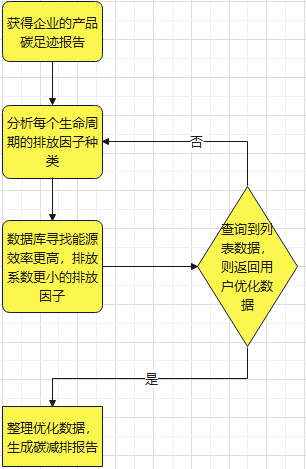 获得企业的产品
碳足迹报告
分析每个生命周
期的排放因子种
类
否
数据库寻找能源
效率更高，排放
系数更小的排放
因子
查询到列
表数据，
则返回用
户优化数
据
是
整理优化数据，
生成碳减排报告